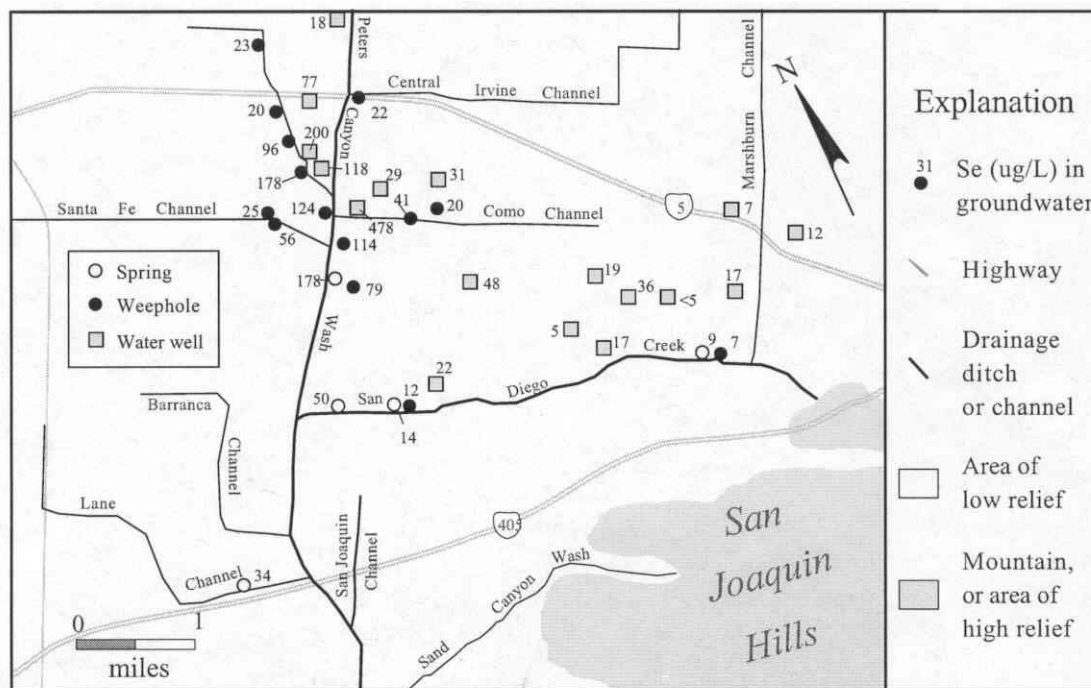 18
Peters
23
Channel
77
Central
Irvine Channel
N
22
20
Canyon
200
96
118
Marshburn
29
31
178
41
5
7
Santa Fe Channel
25
124
478
20
Como Channel
12
56
114
Spring
178
79
48
19
36
<5
17
Weephole
Water well
Wash
5
17
Creek
9
7
22
Diego
Barranca
50
San
12
14
Channel
Lane
405
San Joaquin
Channel
Channel
34
Wash
Canyon
Sand
San
Joaquin
Hills
0 1
miles
Explanation
31
Se (ug/L) in
groundwater
Highway
Drainage
ditch
or channel
Area of
low relief
Mountain,
or area of
high relief